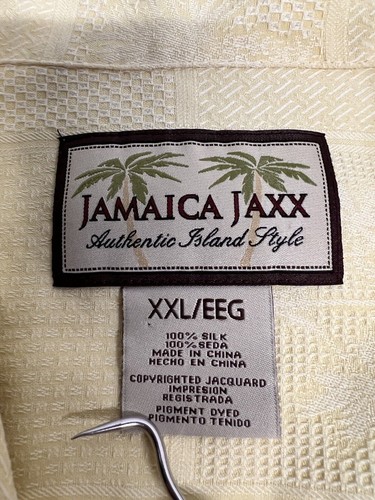 JAMAICA JAXX
Authentic Island Style
XXL/EEG
100% SILK
100% SEDA
MADE IN CHINA
HECHO EN CHINA
COPYRIGHTED JACQUARD
IMPRESION
REGISTRADA
PIGMENT DYED
PIGMENTO TENIDO